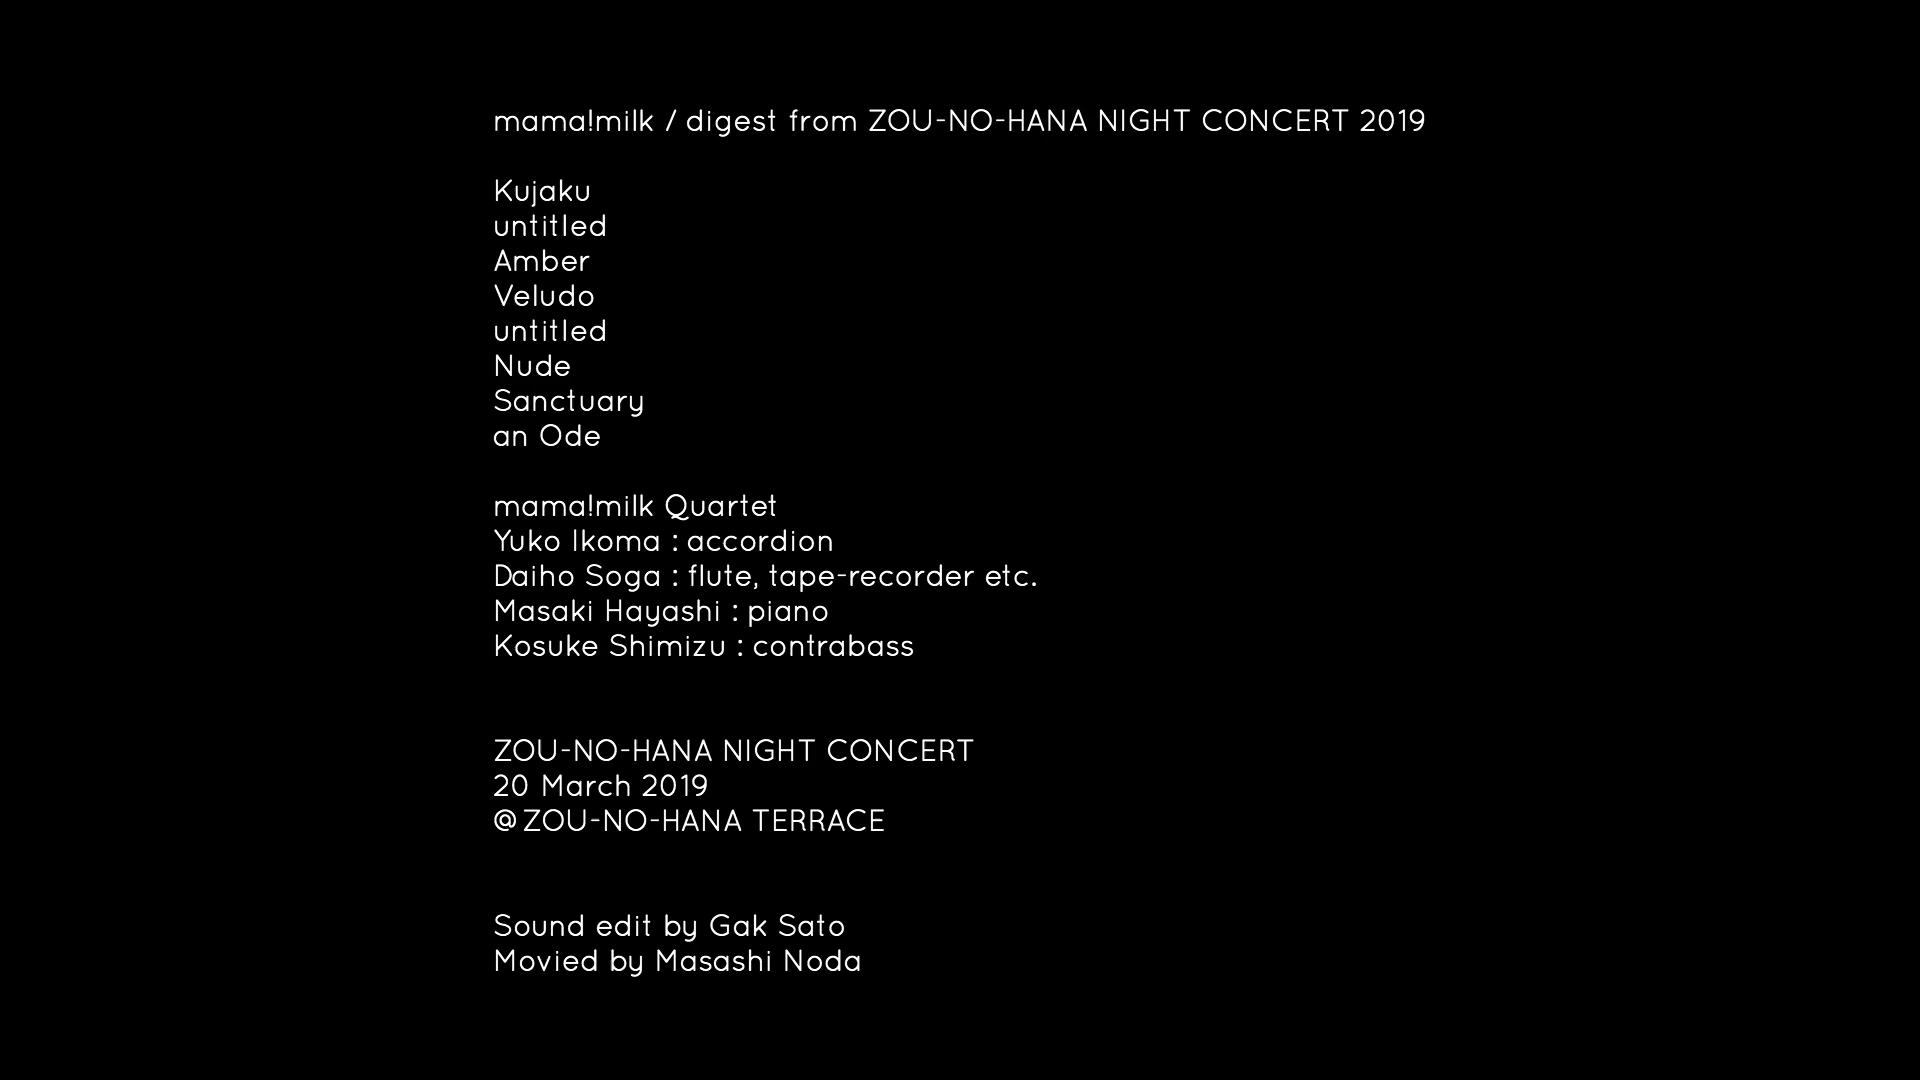 mama!milk / digest from ZOU-NO-HANA NIGHT CONCERT 2019
Kujaku
untitled
Amber
Veludo
untitled
Nude
Sanctuary
an Ode
mama!milk Quartet
Yuko Ikoma : accordion
Daiho Soga : flute, tape-recorder etc.
Masaki Hayashi : piano
Kosuke Shimizu : contrabass
ZOU-NO-HANA NIGHT CONCERT
20 March 2019
@ ZOU-NO-HANA TERRACE
Sound edit by Gak Sato
Movied by Masashi Noda